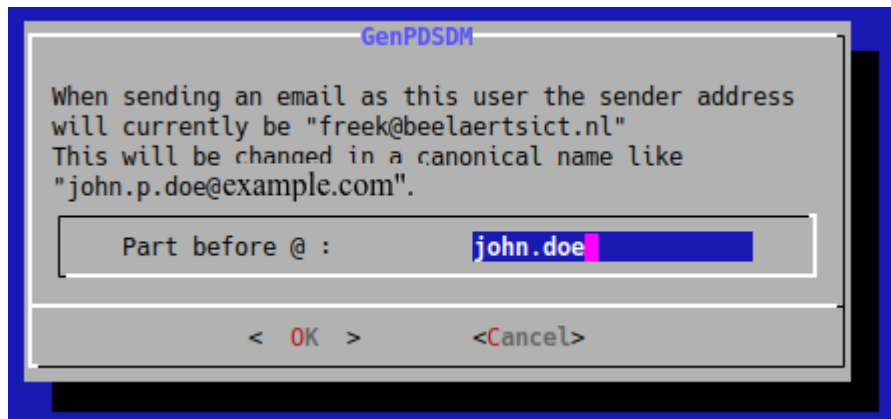 GenPDSDM
When sending an email as this user the sender address
will currently be "freek@beelaertsict.nl"
This will be changed in a canonical name like
"john.p.doe@example.com".
Part before @ : john.doe
< OK > <Cancel>